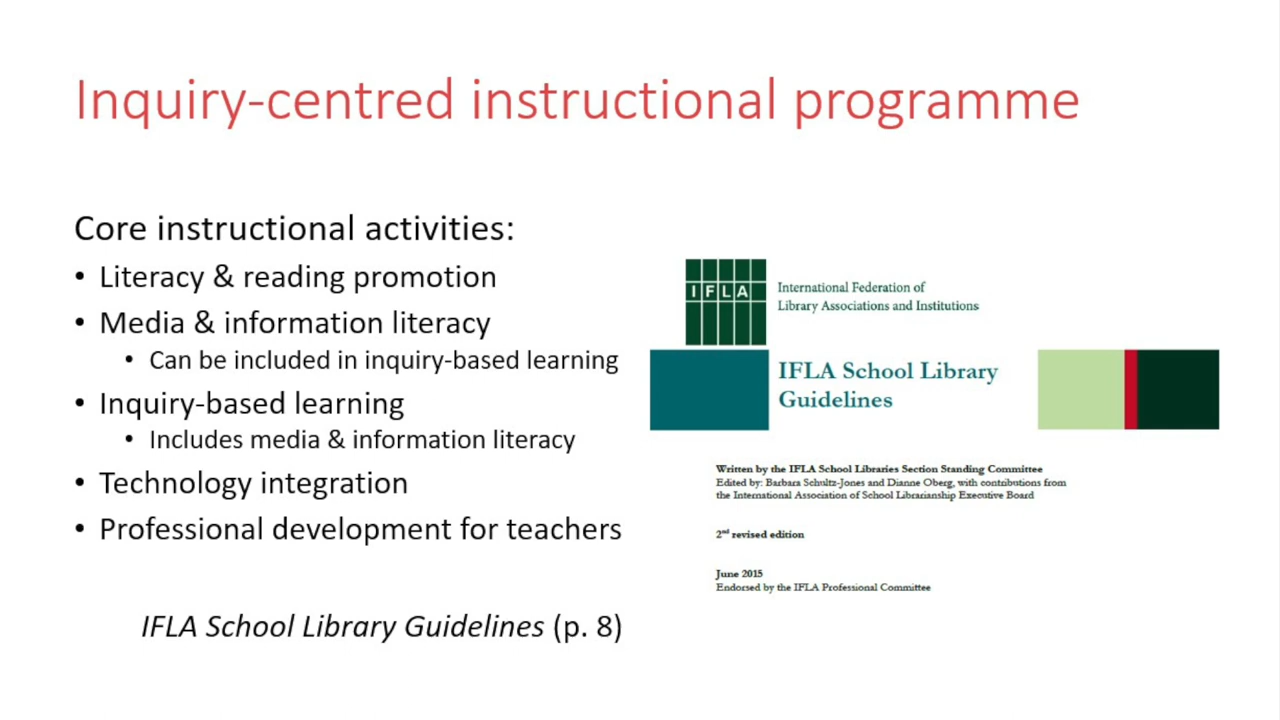 Inquiry-centred instructional programme
Core instructional activities:
• Literacy & reading promotion
• Media & information literacy
• Can be included in inquiry-based learning
• Inquiry-based learning
• Includes media & information literacy
• Technology integration
• Professional development for teachers
IFLA School Library Guidelines (p. 8)
IFLA
International Federation of
Library Associations and Institutions
IFLA School Library
Guidelines
Written by the IFLA School Libraries Section Standing Committee
Edited by: Barbara Schultz-Jones and Dianne Oberg, with contributions from
the International Association of School Librarianship Executive Board
2nd revised edition
June 2015
Endorsed by the IFLA Professional Committee